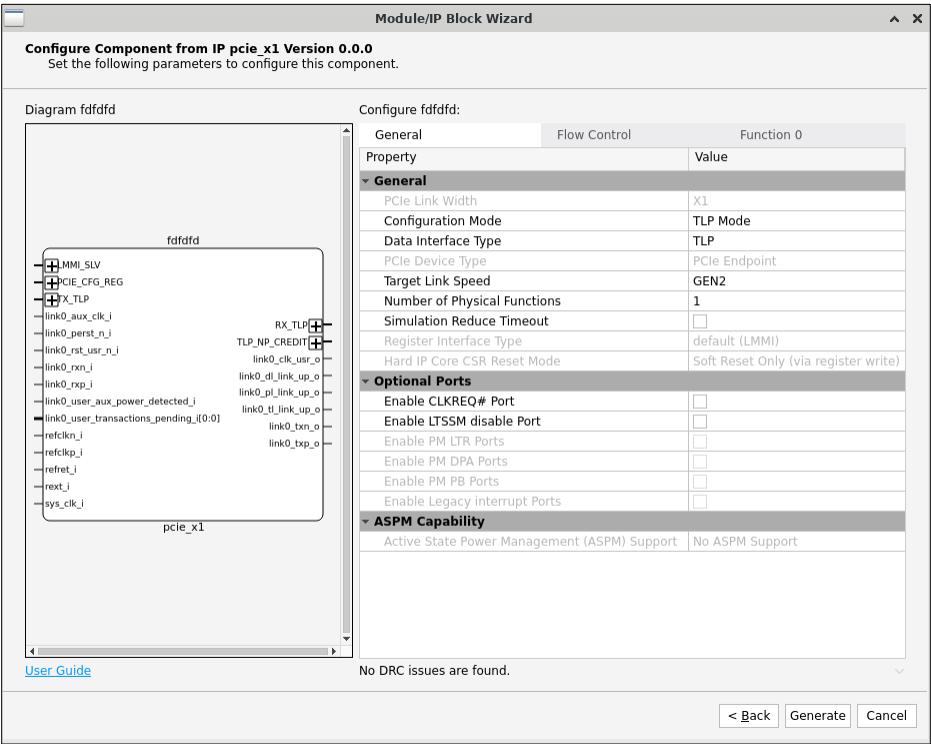 Module/IP Block Wizard
Configure Component from IP pcie_x1 Version 0.0.0
Set the following parameters to configure this component.
Diagram fdfdfd
Configure fdfdfd:
General
Flow Control
Function 0
Property
Value
General
PCIe Link Width
X1
Configuration Mode
TLP Mode
Data Interface Type
TLP
PCIe Device Type
PCIe Endpoint
Target Link Speed
GEN2
Number of Physical Functions
1
Simulation Reduce Timeout
Register Interface Type
default (LMMI)
Hard IP Core CSR Reset Mode
Soft Reset Only (via register write)
Optional Ports
Enable CLKREQ# Port
Enable LTSSM disable Port
Enable PM LTR Ports
Enable PM DPA Ports
Enable PM PB Ports
Enable Legacy interrupt Ports
ASPM Capability
Active State Power Management (ASPM) Support
No ASPM Support
fdfdfd
LMMI_SLV
PCIE_CFG_REG
TX_TLP
link0_aux_clk_i
link0_perst_n_i
link0_rst_usr_n_i
link0_rxn_i
link0_rxp_i
link0_user_aux_power_detected_i
link0_user_transactions_pending_i[0:0]
refclkn_i
refclkp_i
refret_i
rext_i
sys_clk_i
RX_TLP
TLP_NP_CREDIT
link0_clk_usr_o
link0_dl_link_up_o
link0_pl_link_up_o
link0_tl_link_up_o
link0_txn_o
link0_txp_o
pcie_x1
User Guide
No DRC issues are found.
< Back
Generate
Cancel